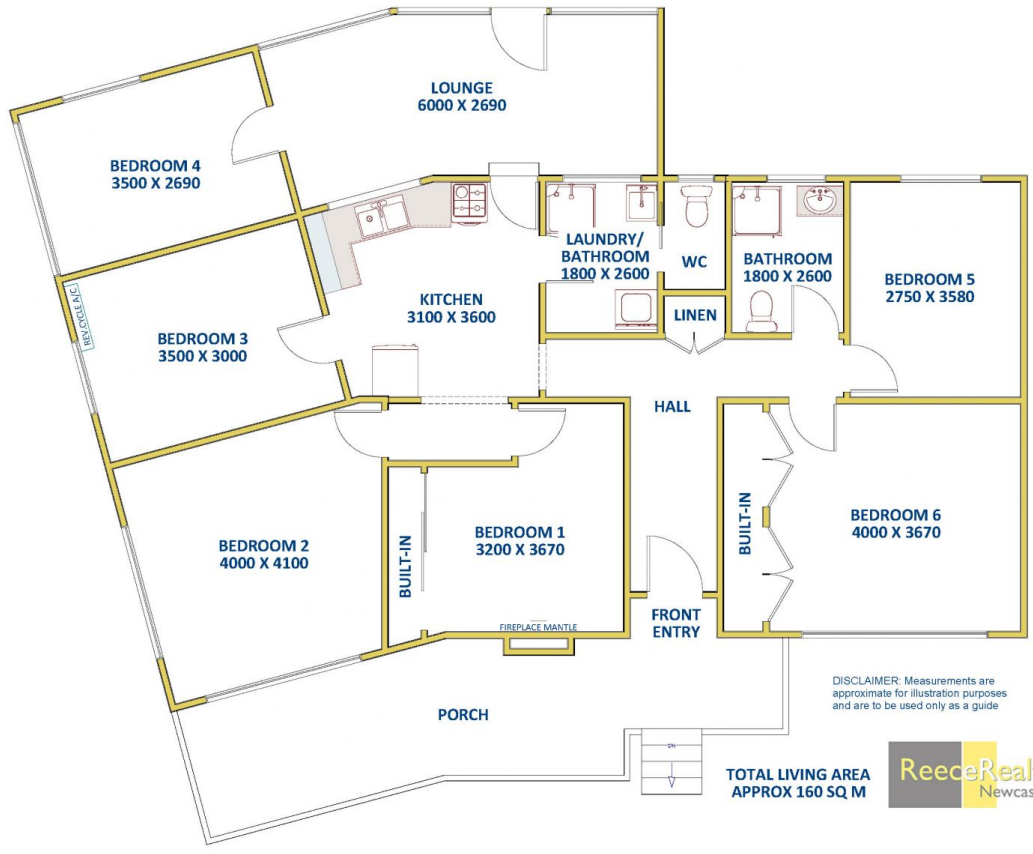 LOUNGE
6000 X 2690
BEDROOM 4
3500 X 2690
LAUNDRY/
BATHROOM
1800 X 2600
WC
BATHROOM
1800 X 2600
BEDROOM 5
2750 X 3580
KITCHEN
3100 X 3600
LINEN
REV.CYCLE A/C
BEDROOM 3
3500 X 3000
HALL
BEDROOM 2
4000 X 4100
BUILT-IN
BEDROOM 1
3200 X 3670
FIREPLACE MANTLE
BUILT-IN
BEDROOM 6
4000 X 3670
FRONT
ENTRY
PORCH
DISCLAIMER: Measurements are
approximate for illustration purposes
and are to be used only as a guide
TOTAL LIVING AREA
APPROX 160 SQ M
ReeceReal
Newcas